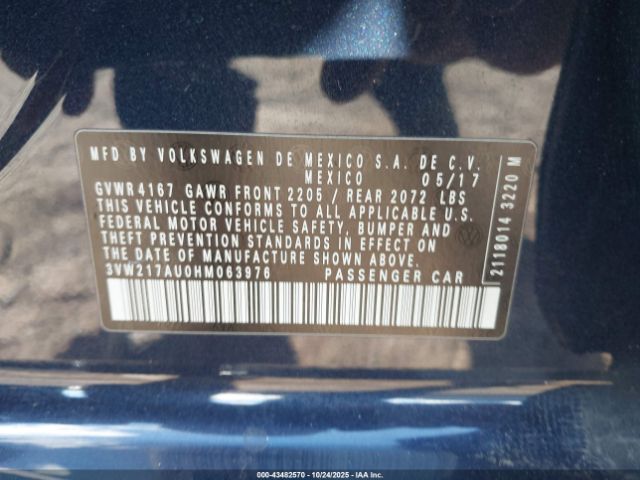 MFD BY VOLKSWAGEN DE MEXICO S.A. DE C.V.
MEXICO 05/17
GVWR 4167 GAWR FRONT 2205 / REAR 2072 LBS
THIS VEHICLE CONFORMS TO ALL APPLICABLE U.S.
FEDERAL MOTOR VEHICLE SAFETY, BUMPER AND
THEFT PREVENTION STANDARDS IN EFFECT ON
THE DATE OF MANUFACTURE SHOWN ABOVE.
3VW217AU0HM063976 PASSENGER CAR
2118014 3220 M
000-43482570 - 10/24/2025 - IAA Inc.